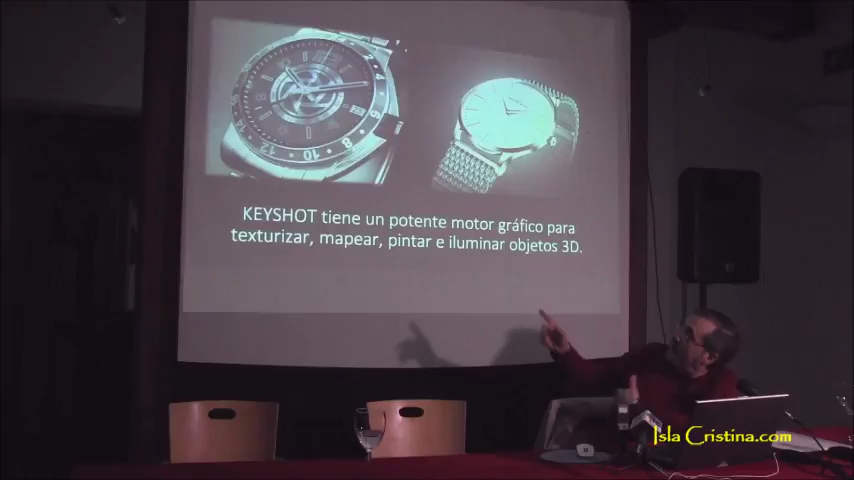 KEYSHOT tiene un potente motor gráfico para
texturizar, mapear, pintar e iluminar objetos 3D.
Isla Cristina.com